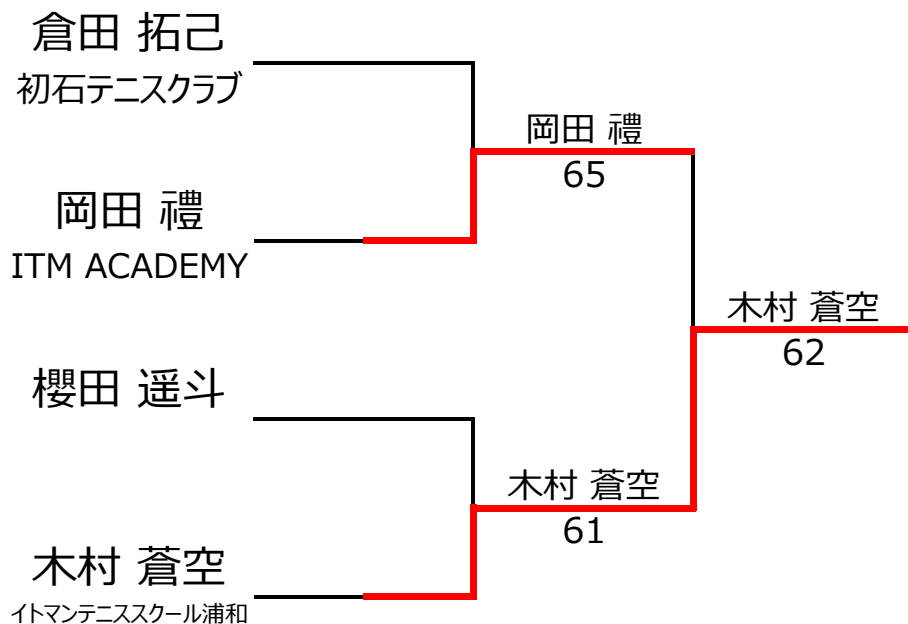 倉田 拓己
初石テニスクラブ
岡田 禮
65
岡田 禮
ITM ACADEMY
木村 蒼空
62
櫻田 遥斗
木村 蒼空
61
木村 蒼空
イトマンテニススクール浦和